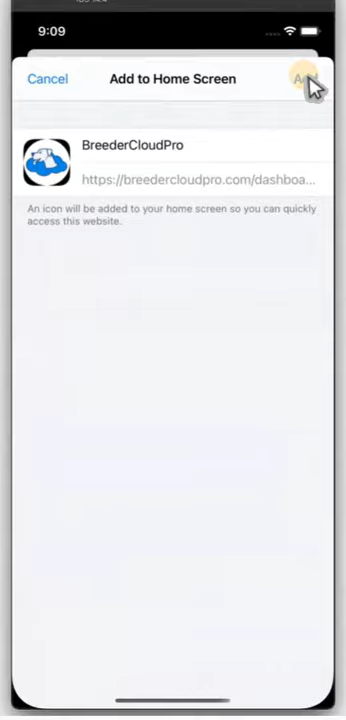 9:09
Cancel
Add to Home Screen
BreederCloudPro
https://breedercloudpro.com/dashboa...
An icon will be added to your home screen so you can quickly
access this website.